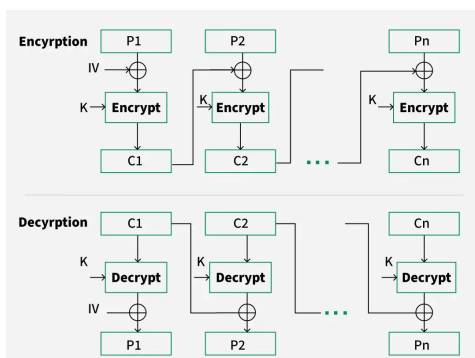 Encyrption P1 P2 Pn
IV
K Encrypt K Encrypt K Encrypt
C1 C2 ... Cn
Decyrption C1 C2 Cn
K K K
Decrypt Decrypt Decrypt
IV ...
P1 P2 Pn